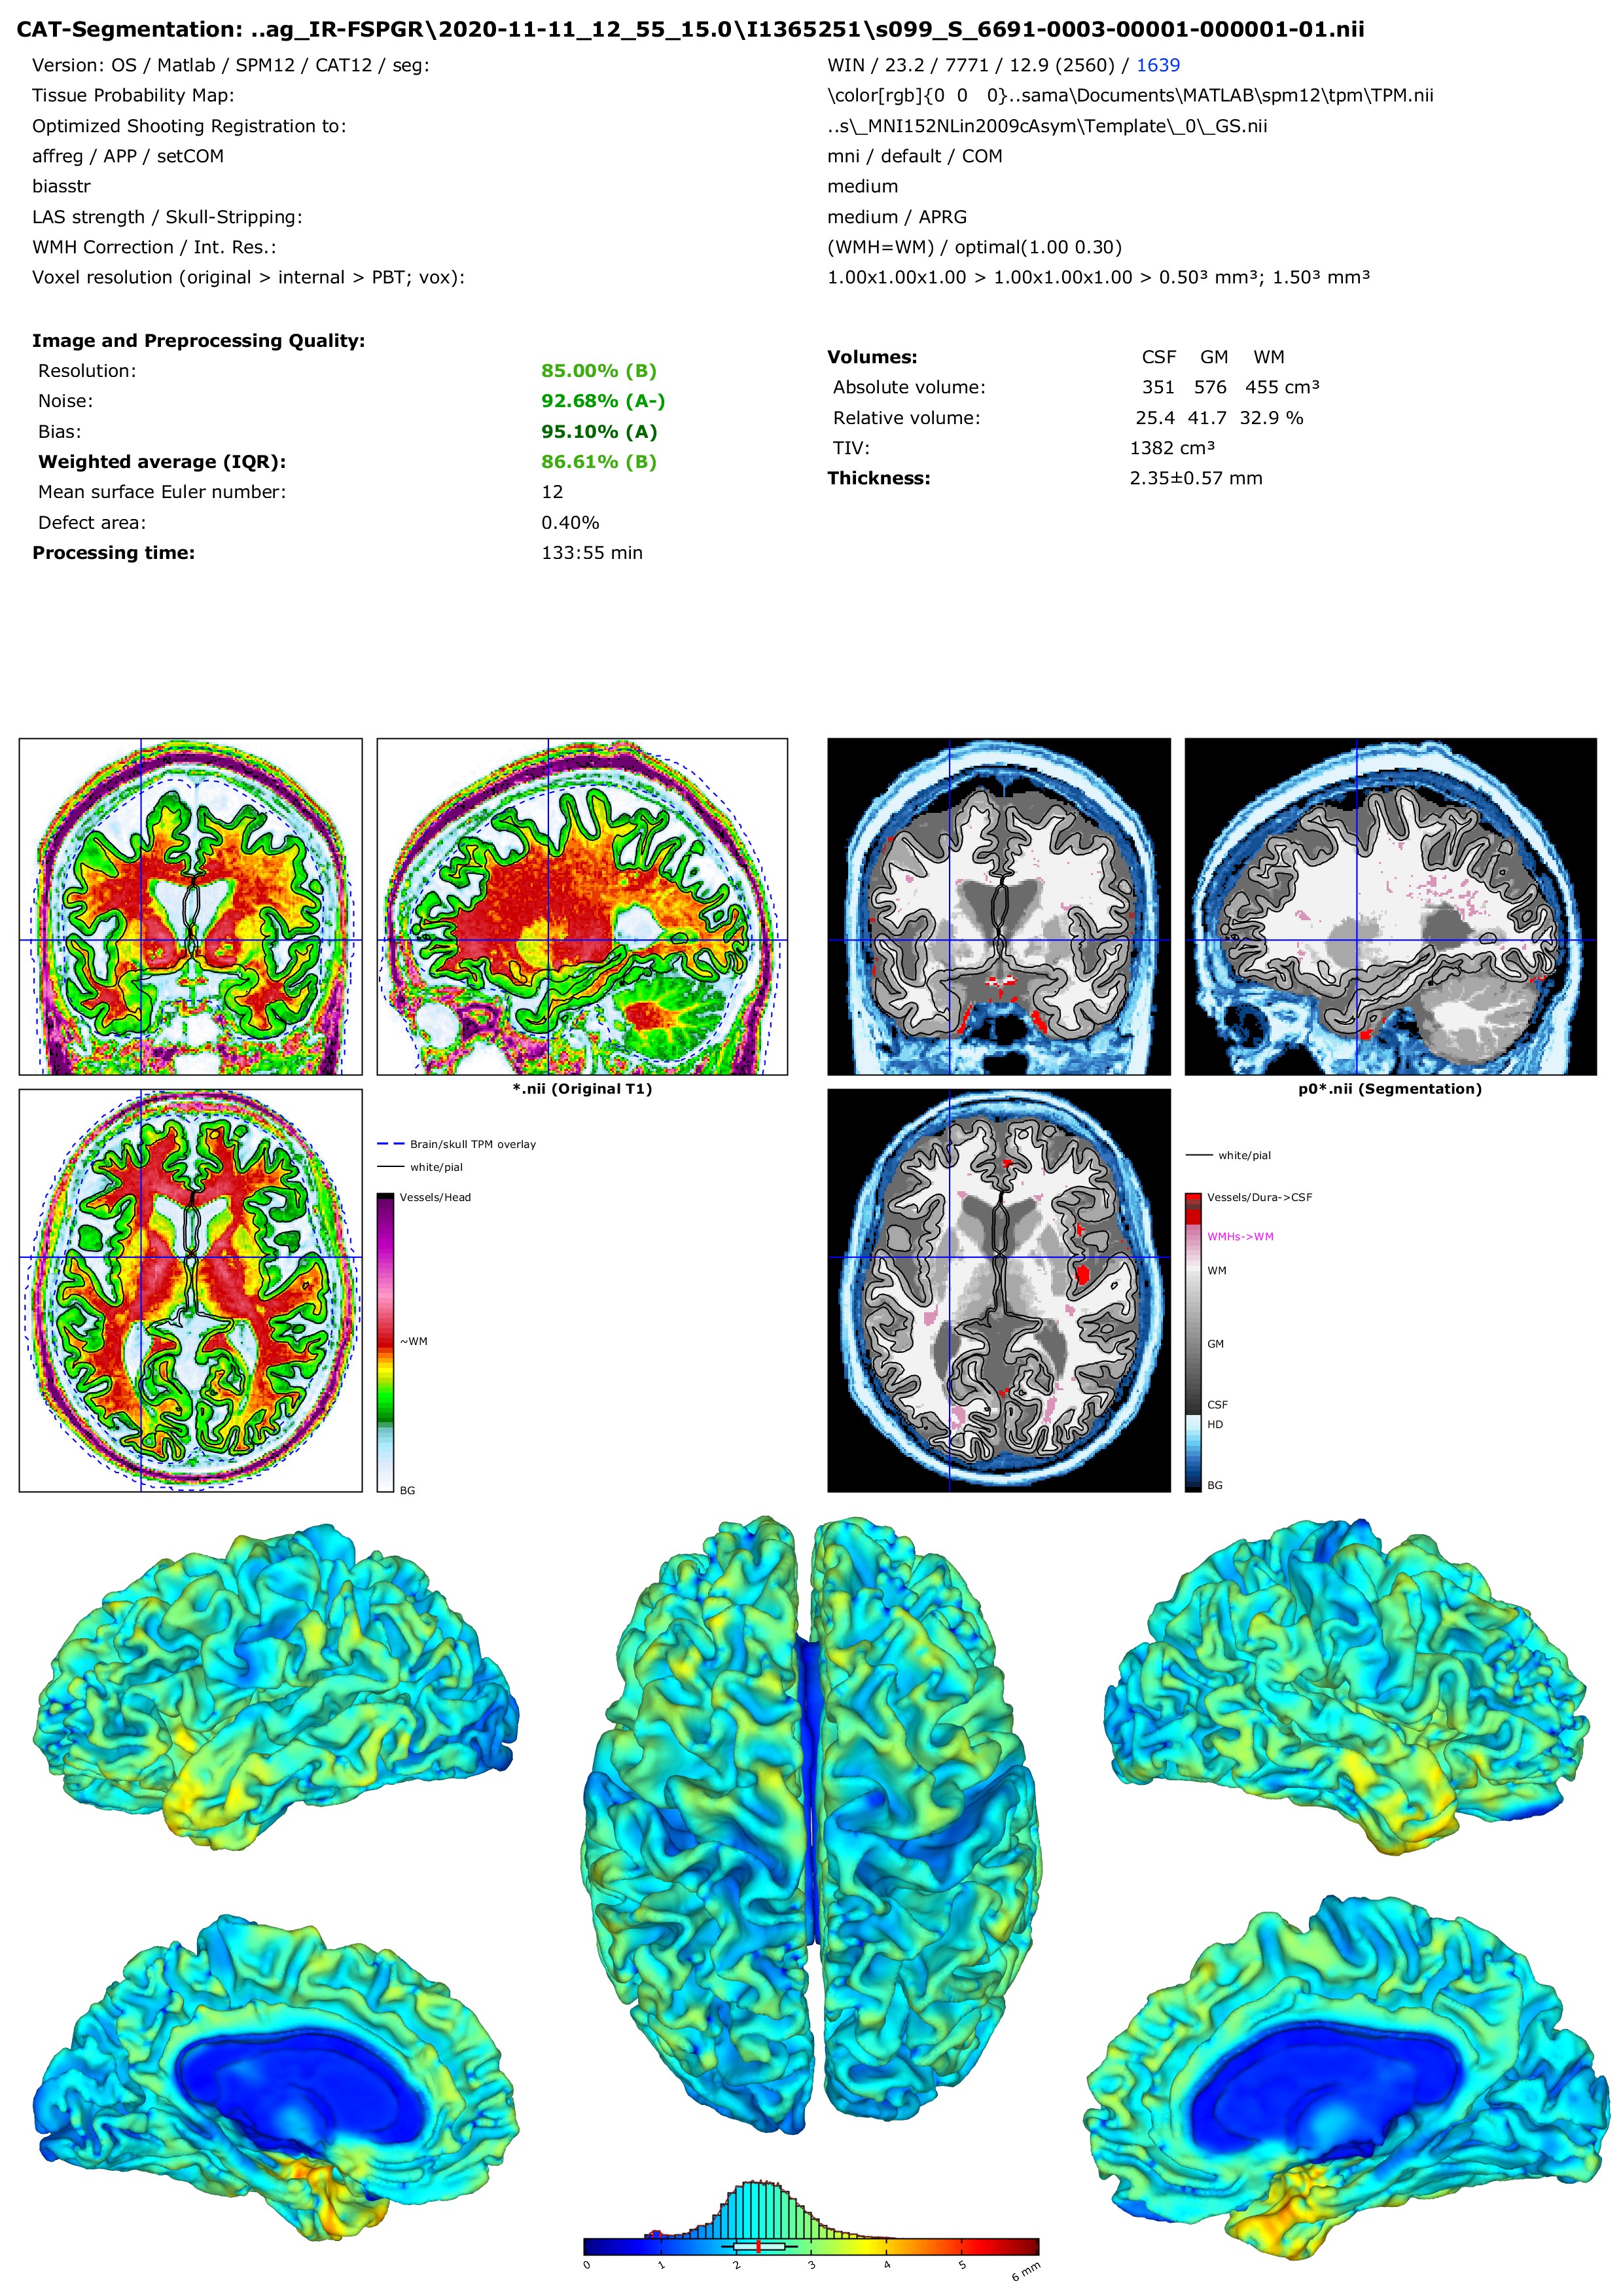 CAT-Segmentation: ..ag_IR-FSPGR\2020-11-11_12_55_15.0\I1365251\s099_S_6691-0003-00001-000001-01.nii
Version: OS / Matlab / SPM12 / CAT12 / seg: WIN / 23.2 / 7771 / 12.9 (2560) / 1639
Tissue Probability Map: \color[rgb]{0 0 0}..sama\Documents\MATLAB\spm12\tpm\TPM.nii
Optimized Shooting Registration to: ..s\_MNI152NLin2009cAsym\Template\_0\_GS.nii
affreg / APP / setCOM mni / default / COM
biasstr medium
LAS strength / Skull-Stripping: medium / APRG
WMH Correction / Int. Res.: (WMH=WM) / optimal(1.00 0.30)
Voxel resolution (original > internal > PBT; vox): 1.00x1.00x1.00 > 1.00x1.00x1.00 > 0.50³ mm³; 1.50³ mm³
Image and Preprocessing Quality:
Resolution: 85.00% (B)
Noise: 92.68% (A-)
Bias: 95.10% (A)
Weighted average (IQR): 86.61% (B)
Mean surface Euler number: 12
Defect area: 0.40%
Processing time: 133:55 min
Volumes: CSF GM WM
Absolute volume: 351 576 455 cm³
Relative volume: 25.4 41.7 32.9 %
TIV: 1382 cm³
Thickness: 2.35±0.57 mm
*.nii (Original T1)
Brain/skull TPM overlay
white/pial
Vessels/Head
~WM
BG
p0*.nii (Segmentation)
white/pial
Vessels/Dura->CSF
WMHs->WM
WM
GM
CSF
HD
BG
0 1 2 3 4 5 6 mm